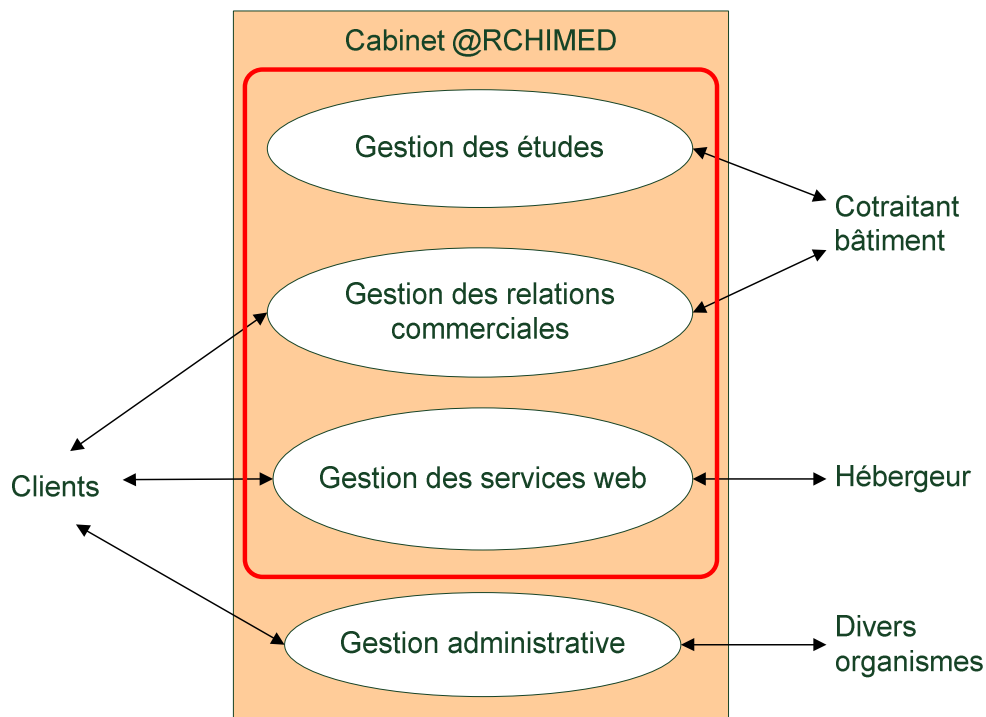 Cabinet @RCHIMED
Gestion des études
Cotraitant
bâtiment
Gestion des relations
commerciales
Clients
Gestion des services web
Hébergeur
Gestion administrative
Divers
organismes